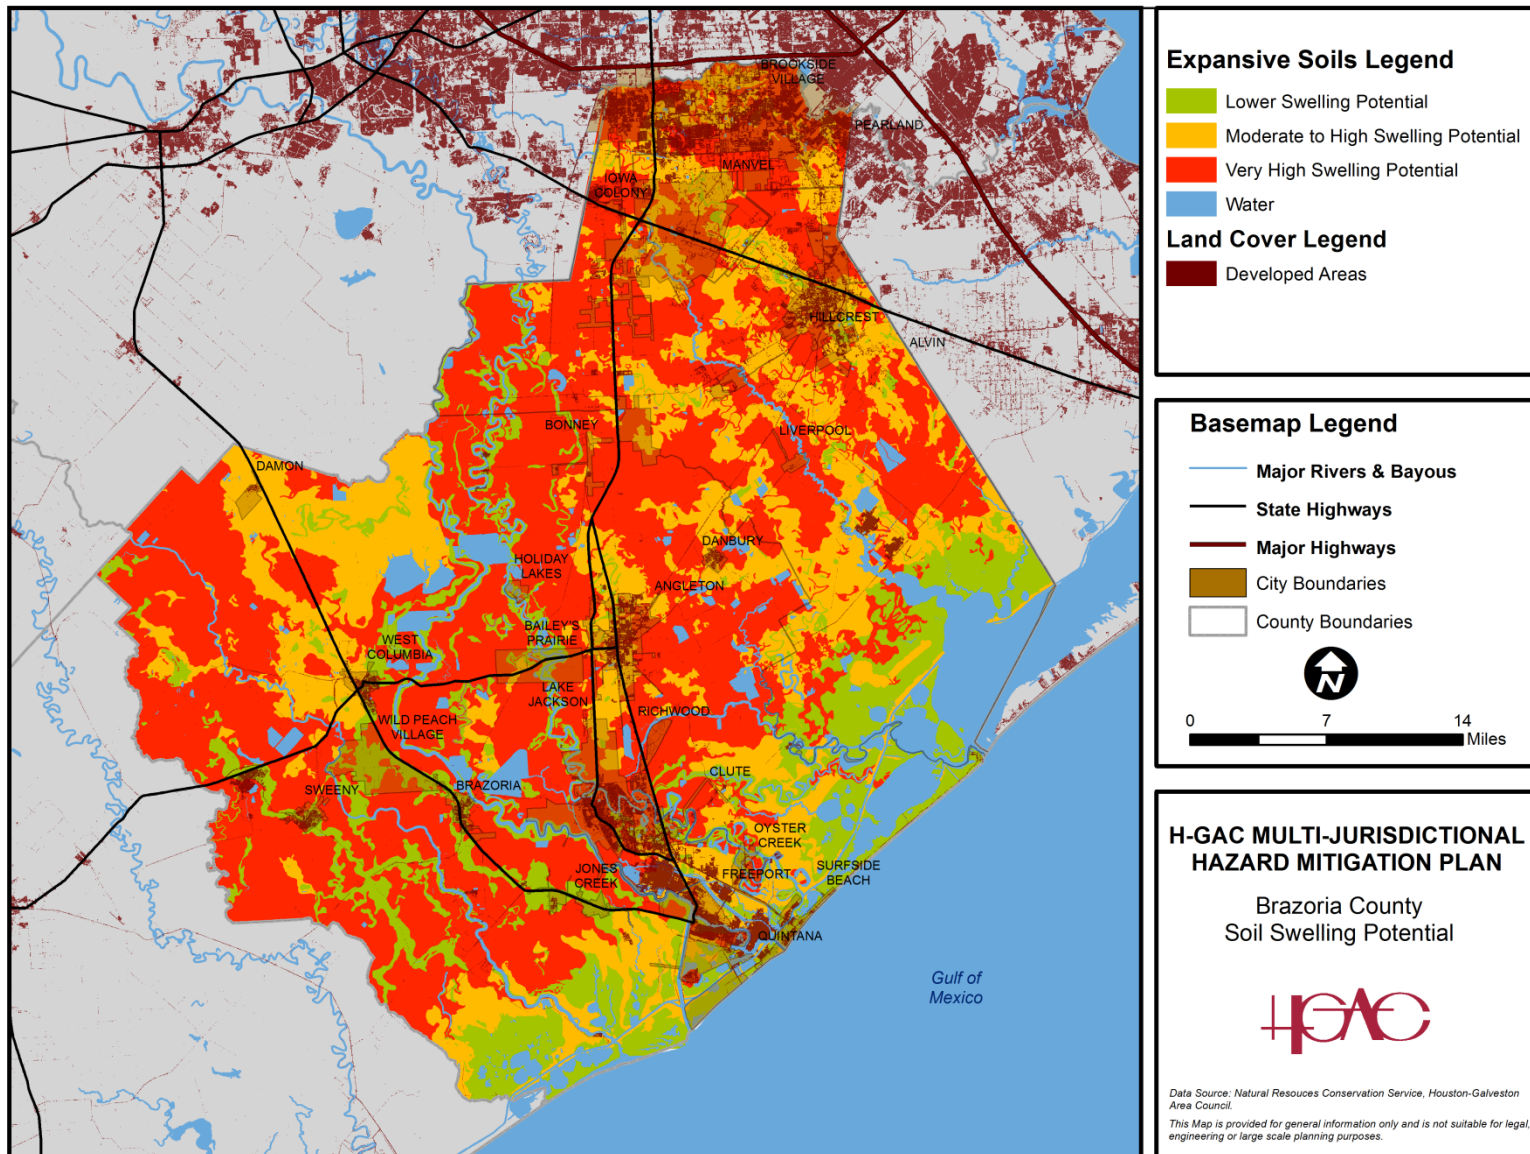 BROOKSIDE
VILLAGE
PEARLAND
MANVEL
IOWA
COLONY
HILLCREST
ALVIN
BONNEY
LIVERPOOL
DAMON
DANBURY
HOLIDAY
LAKES
ANGLETON
BAILEY'S
PRAIRIE
WEST
COLUMBIA
LAKE
JACKSON
RICHWOOD
WILD PEACH
VILLAGE
CLUTE
BRAZORIA
SWEENY
OYSTER
CREEK
SURFSIDE
BEACH
JONES
CREEK
FREEPORT
QUINTANA
Gulf of
Mexico
Expansive Soils Legend
Lower Swelling Potential
Moderate to High Swelling Potential
Very High Swelling Potential
Water
Land Cover Legend
Developed Areas
Basemap Legend
Major Rivers & Bayous
State Highways
Major Highways
City Boundaries
County Boundaries
N
0 7 14
Miles
H-GAC MULTI-JURISDICTIONAL
HAZARD MITIGATION PLAN
Brazoria County
Soil Swelling Potential
HGAC
Data Source: Natural Resouces Conservation Service, Houston-Galveston
Area Council.
This Map is provided for general information only and is not suitable for legal,
engineering or large scale planning purposes.